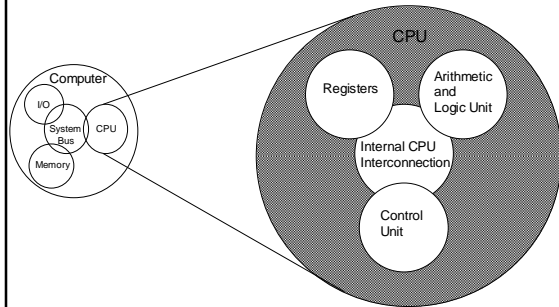 Computer
I/O
System
Bus
CPU
Memory
CPU
Registers
Arithmetic
and
Logic Unit
Internal CPU
Interconnection
Control
Unit